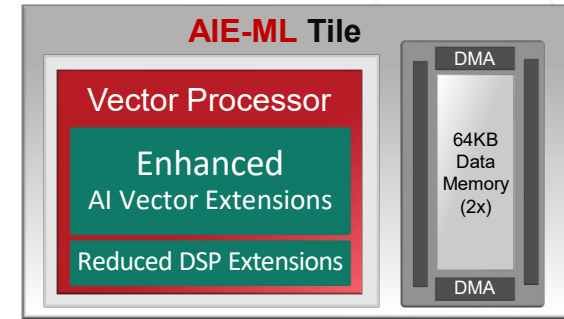 AIE-ML Tile
Vector Processor
Enhanced
AI Vector Extensions
Reduced DSP Extensions
DMA
64KB
Data
Memory
(2x)
DMA